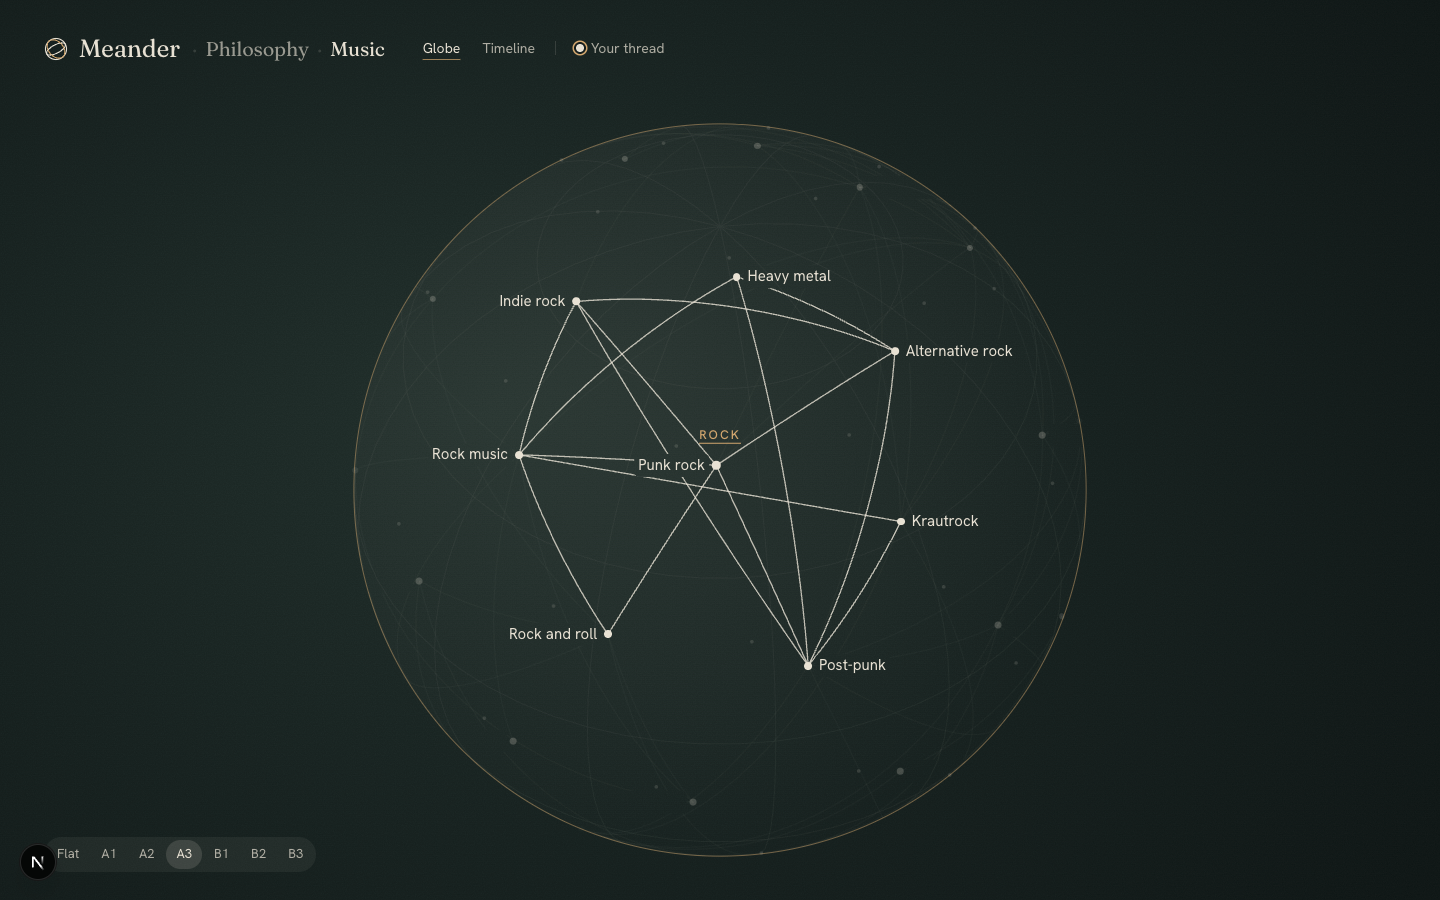 Meander · Philosophy · Music Globe Timeline Your thread
Heavy metal
Indie rock
Alternative rock
ROCK
Rock music
Punk rock
Krautrock
Rock and roll
Post-punk
N Flat A1 A2 A3 B1 B2 B3